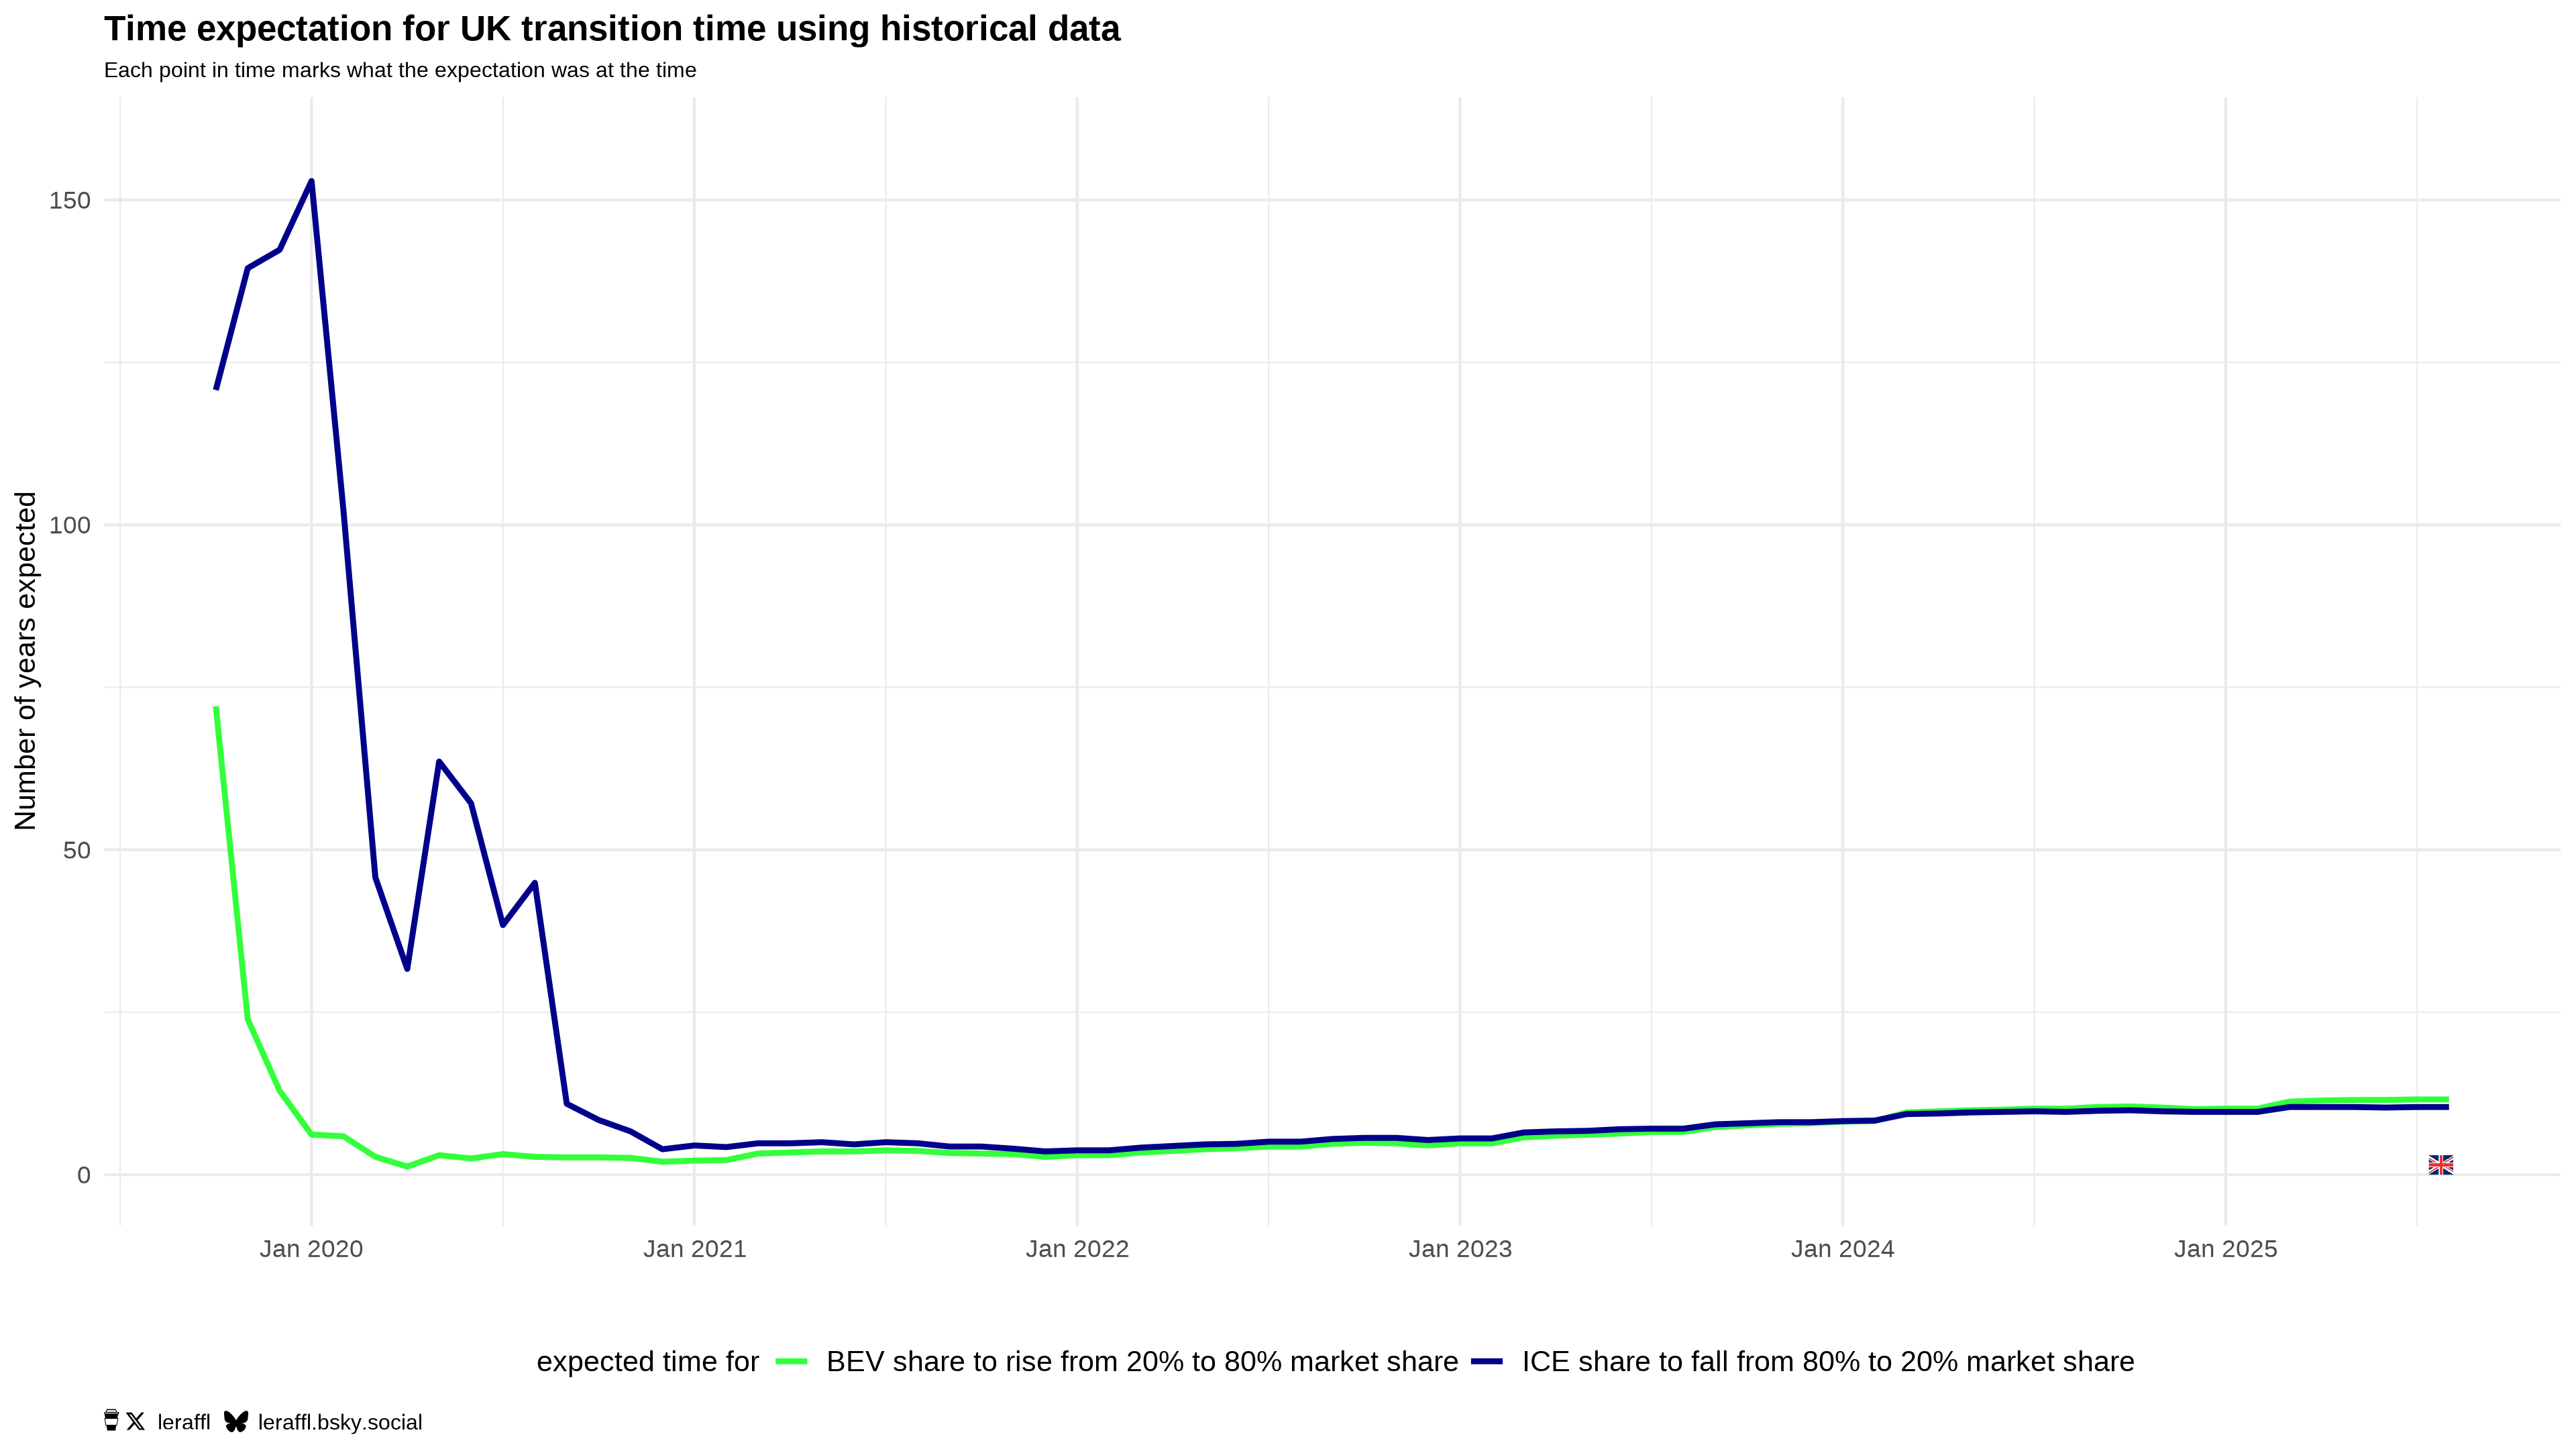 Time expectation for UK transition time using historical data
Each point in time marks what the expectation was at the time
Number of years expected
150
100
50
0
Jan 2020 Jan 2021 Jan 2022 Jan 2023 Jan 2024 Jan 2025
expected time for BEV share to rise from 20% to 80% market share ICE share to fall from 80% to 20% market share
leraffl leraffl.bsky.social